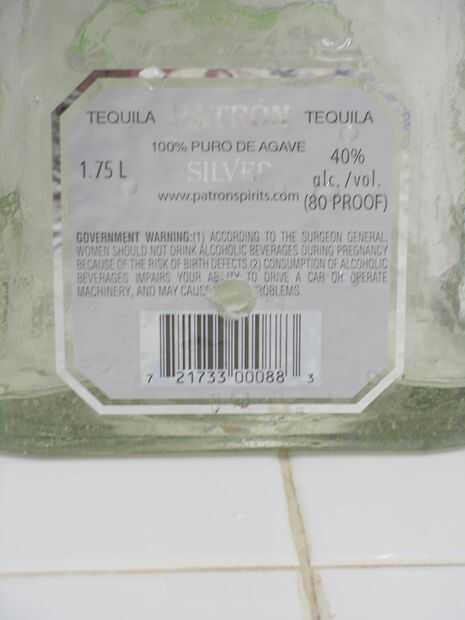 TEQUILA PATRÓN TEQUILA
100% PURO DE AGAVE
1.75 L SILVER 40%
alc./vol.
www.patronspirits.com (80 PROOF)
GOVERNMENT WARNING:(1) ACCORDING TO THE SURGEON GENERAL,
WOMEN SHOULD NOT DRINK ALCOHOLIC BEVERAGES DURING PREGNANCY
BECAUSE OF THE RISK OF BIRTH DEFECTS.(2) CONSUMPTION OF ALCOHOLIC
BEVERAGES IMPAIRS YOUR ABILITY TO DRIVE A CAR OR OPERATE
MACHINERY, AND MAY CAUSE PROBLEMS.
7 21733 00088 3